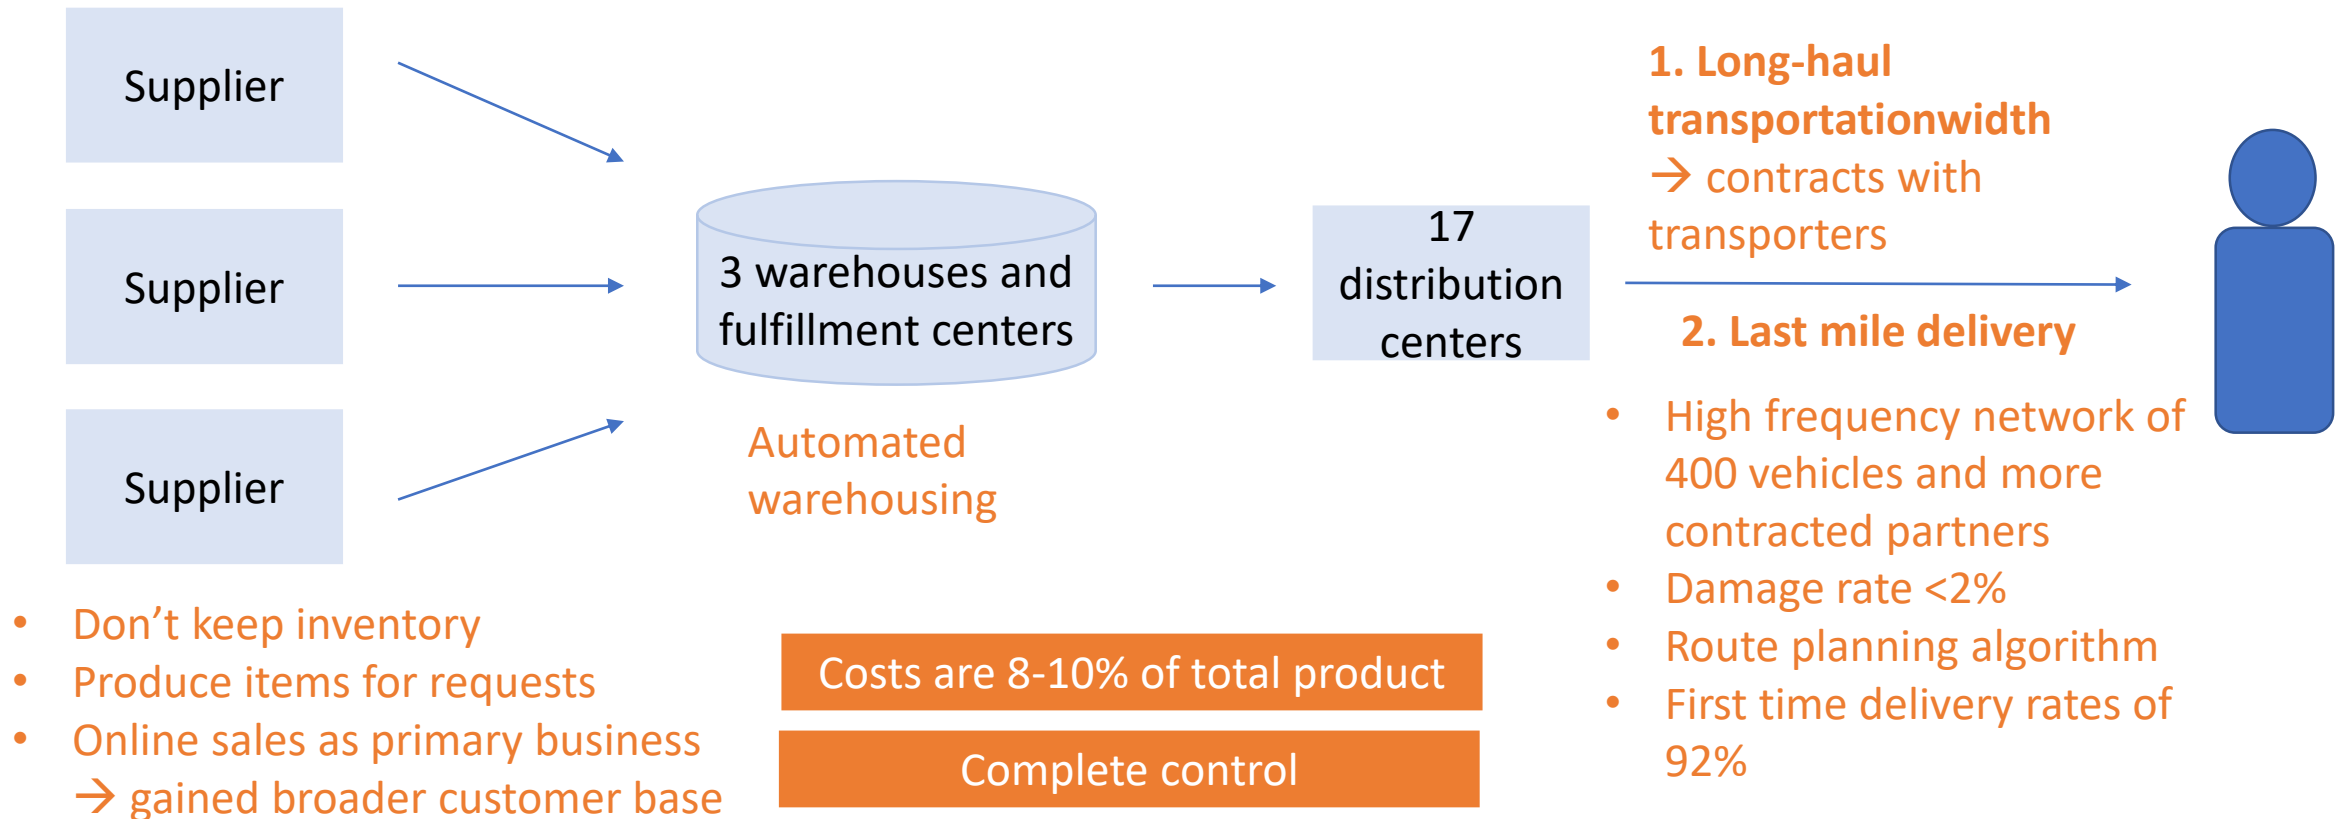 Supplier
Supplier
Supplier
• Don’t keep inventory
• Produce items for requests
• Online sales as primary business
→ gained broader customer base
3 warehouses and
fulfillment centers
Automated
warehousing
Costs are 8-10% of total product
Complete control
17
distribution
centers
1. Long-haul
transportationwidth
→ contracts with
transporters
2. Last mile delivery
• High frequency network of
400 vehicles and more
contracted partners
• Damage rate <2%
• Route planning algorithm
• First time delivery rates of
92%